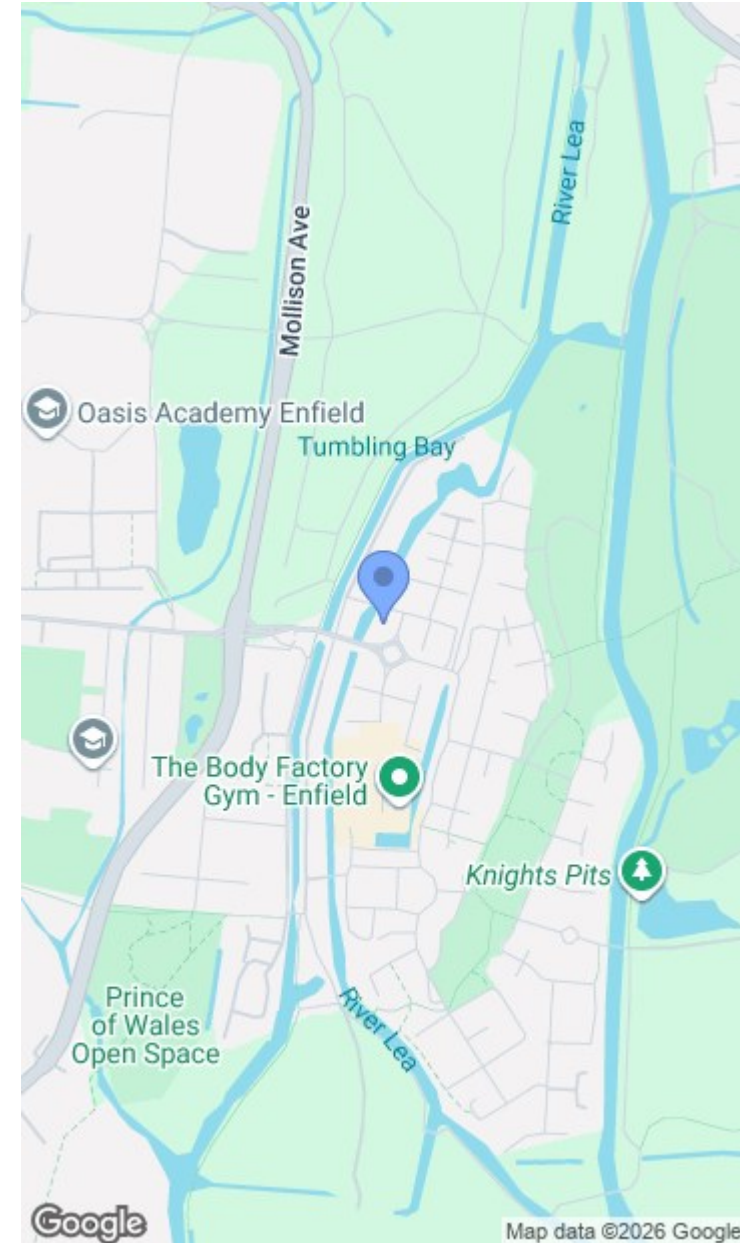 River Lea
Mollison Ave
Oasis Academy Enfield
Tumbling Bay
The Body Factory
Gym - Enfield
Knights Pits
Prince
of Wales
Open Space
River Lea
Google
Map data ©2026 Google